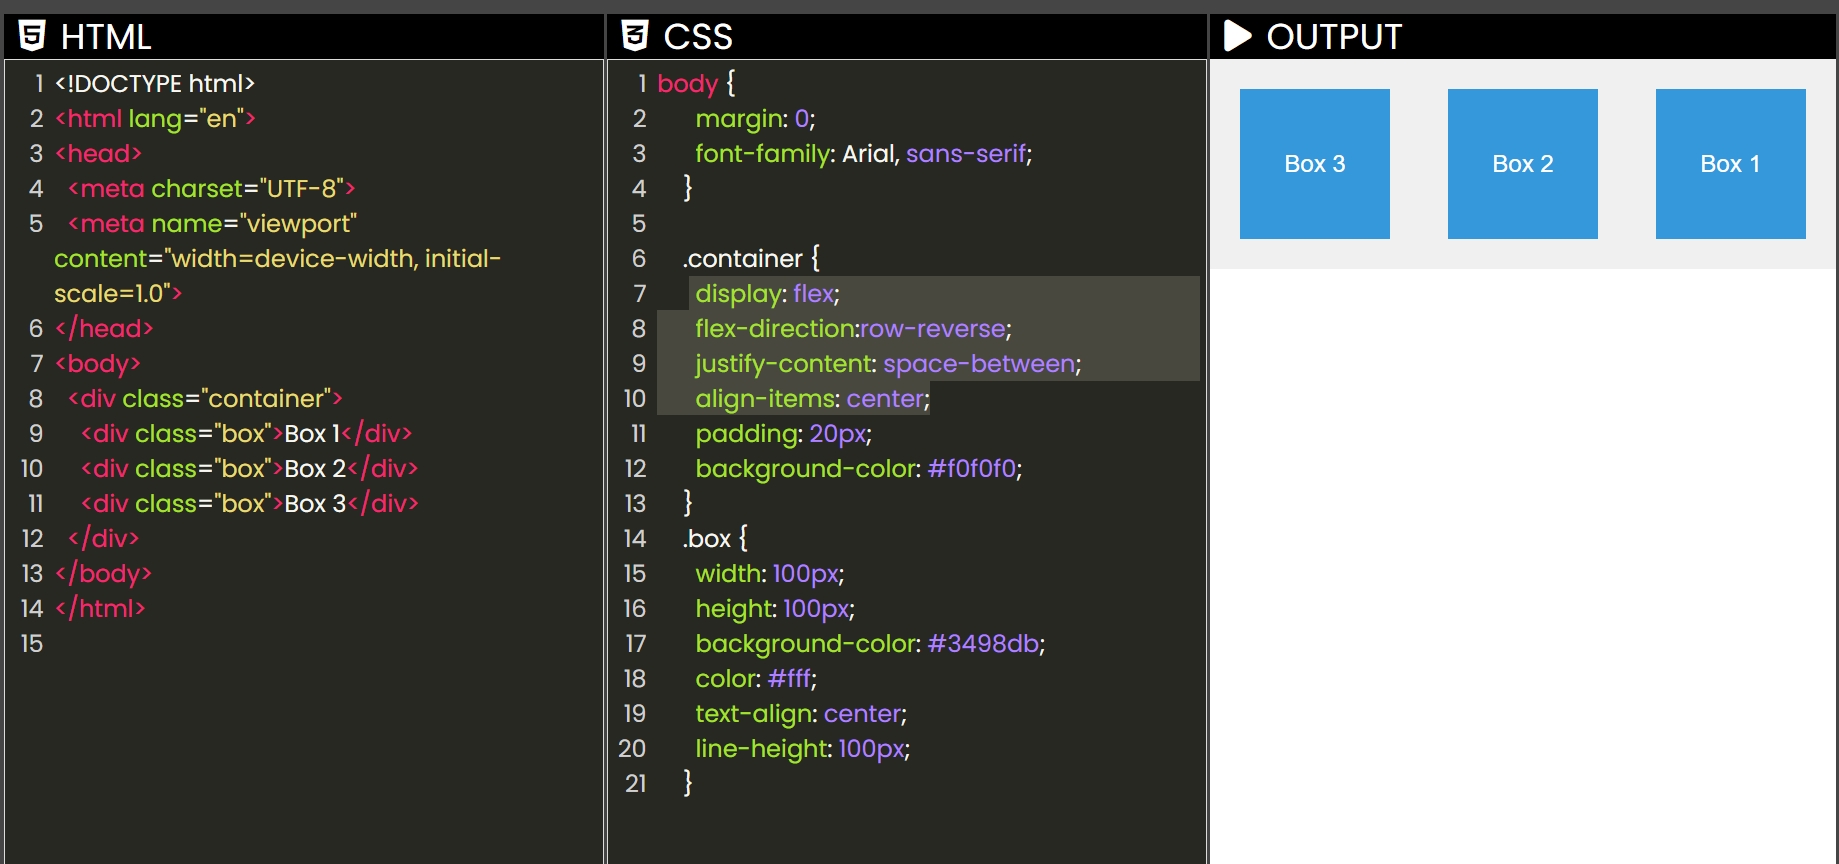 HTML
1 <!DOCTYPE html>
2 <html lang="en">
3 <head>
4 <meta charset="UTF-8">
5 <meta name="viewport"
content="width=device-width, initial-
scale=1.0">
6 </head>
7 <body>
8 <div class="container">
9 <div class="box">Box 1</div>
10 <div class="box">Box 2</div>
11 <div class="box">Box 3</div>
12 </div>
13 </body>
14 </html>
15
CSS
1 body {
2 margin: 0;
3 font-family: Arial, sans-serif;
4 }
5
6 .container {
7 display: flex;
8 flex-direction:row-reverse;
9 justify-content: space-between;
10 align-items: center;
11 padding: 20px;
12 background-color: #f0f0f0;
13 }
14 .box {
15 width: 100px;
16 height: 100px;
17 background-color: #3498db;
18 color: #fff;
19 text-align: center;
20 line-height: 100px;
21 }
OUTPUT
Box 3 Box 2 Box 1